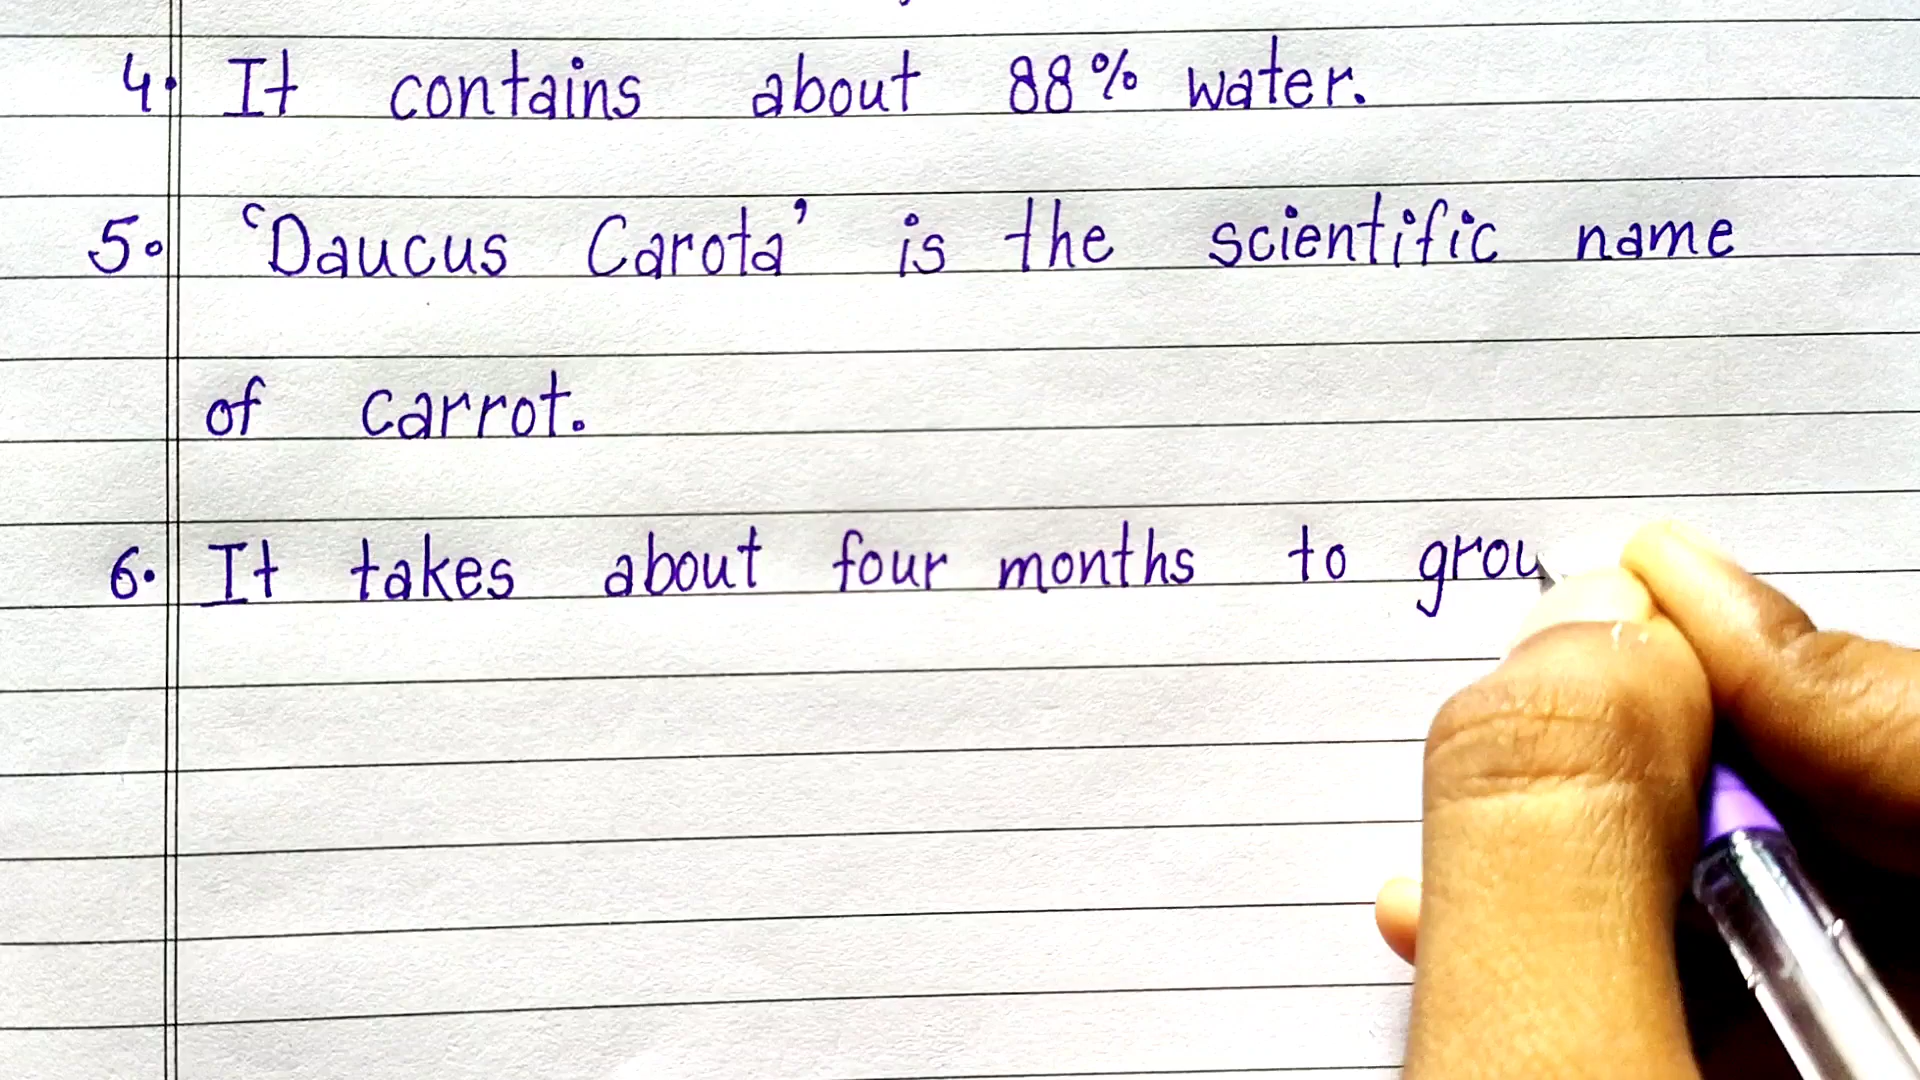 4. It contains about 88% water.
5. 'Daucus Carota' is the scientific name
of carrot.
6. It takes about four months to grou